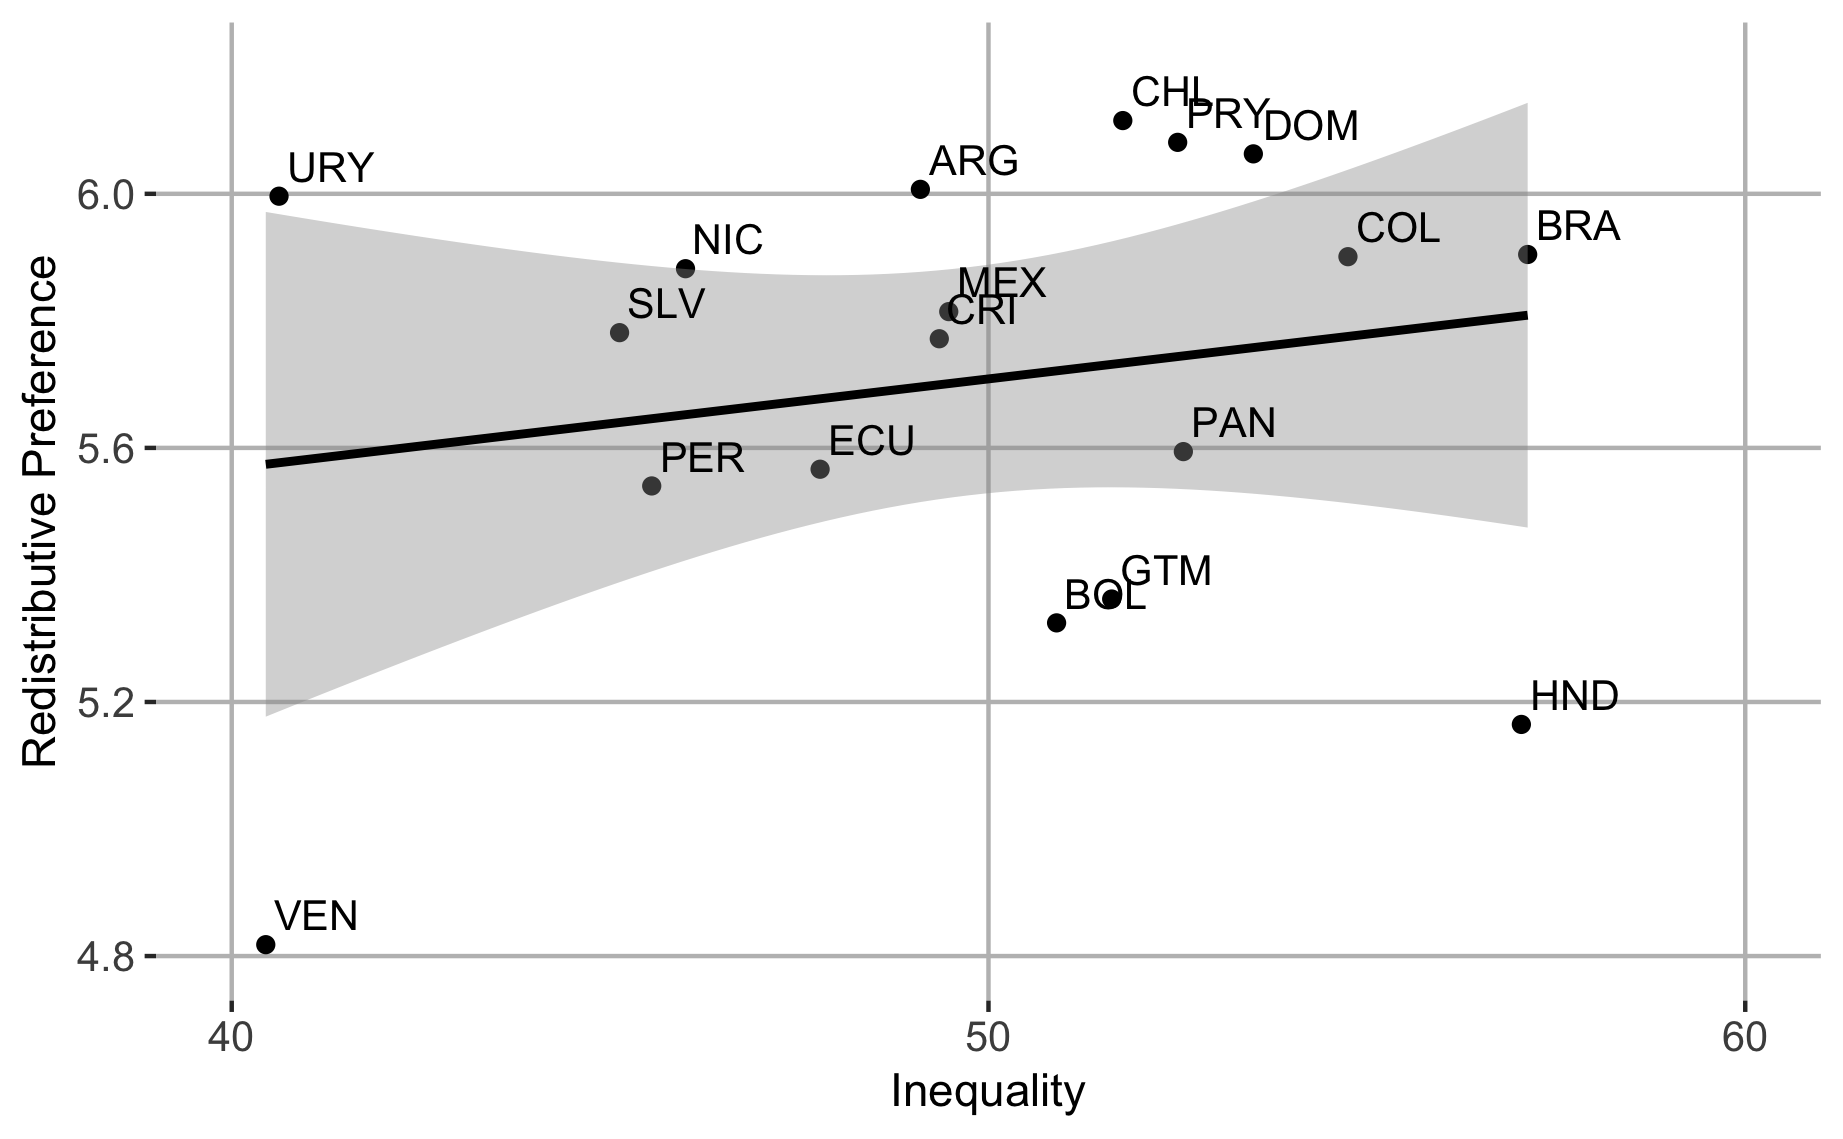 CHL
PRY
DOM
ARG
URY
6.0
BRA
COL
NIC
MEX
CRI
SLV
PAN
ECU
PER
5.6
GTM
BOL
HND
5.2
VEN
4.8
40
50
60
Inequality
Redistributive Preference